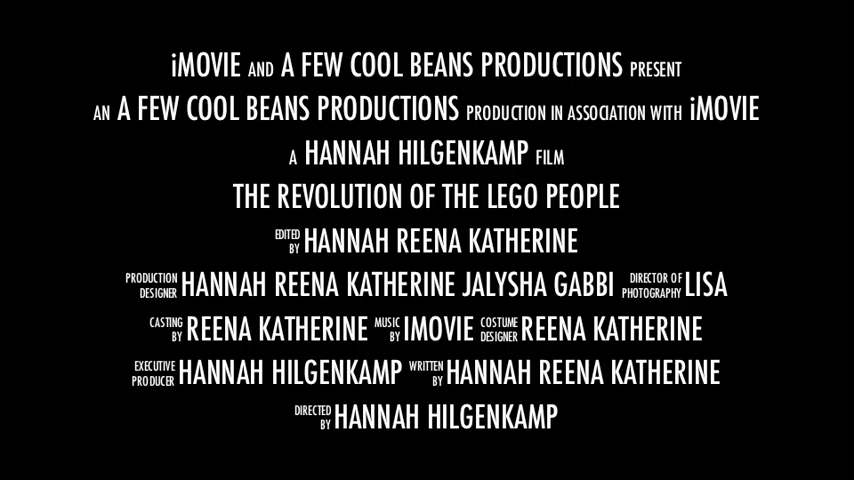 iMOVIE AND A FEW COOL BEANS PRODUCTIONS PRESENT
AN A FEW COOL BEANS PRODUCTIONS PRODUCTION IN ASSOCIATION WITH iMOVIE
A HANNAH HILGENKAMP FILM
THE REVOLUTION OF THE LEGO PEOPLE
EDITED BY HANNAH REENA KATHERINE
PRODUCTION DESIGNER HANNAH REENA KATHERINE JALYSHA GABBI DIRECTOR OF PHOTOGRAPHY LISA
CASTING BY REENA KATHERINE MUSIC BY IMOVIE COSTUME DESIGNER REENA KATHERINE
EXECUTIVE PRODUCER HANNAH HILGENKAMP WRITTEN BY HANNAH REENA KATHERINE
DIRECTED BY HANNAH HILGENKAMP